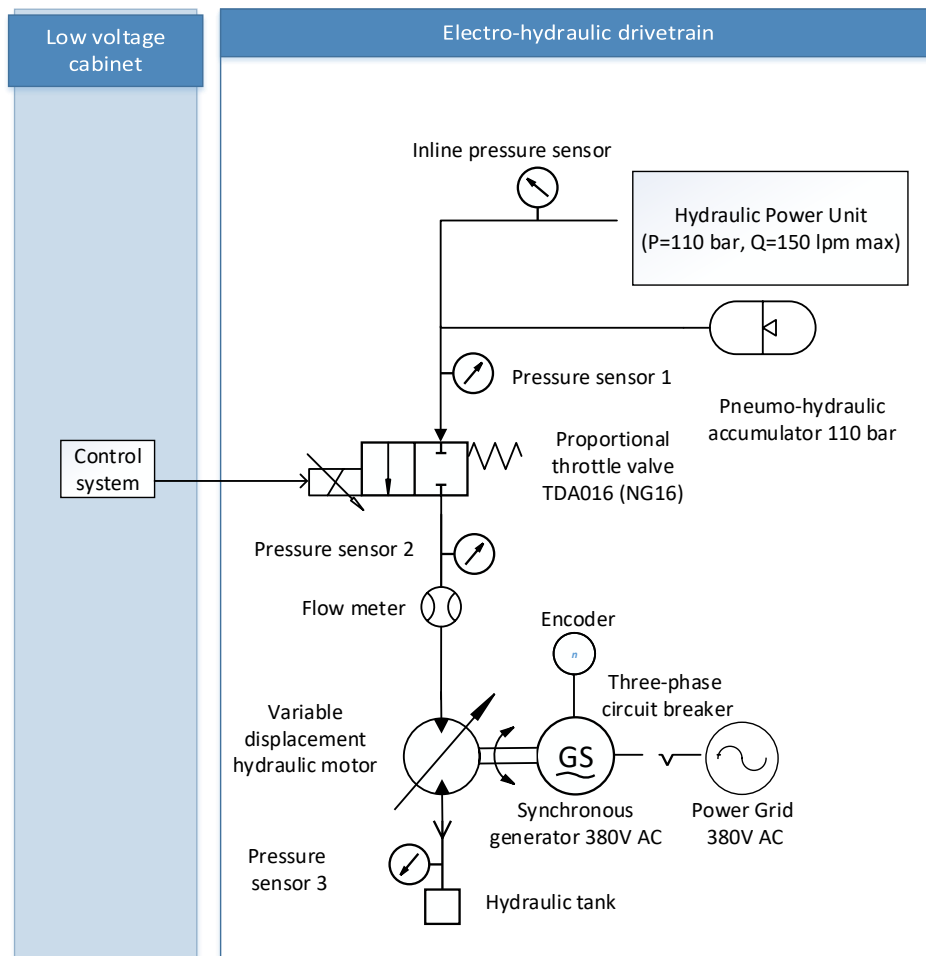 Low voltage
cabinet
Electro-hydraulic drivetrain
Inline pressure sensor
Hydraulic Power Unit
(P=110 bar, Q=150 lpm max)
Pressure sensor 1
Pneumo-hydraulic
accumulator 110 bar
Proportional
throttle valve
TDA016 (NG16)
Control
system
Pressure sensor 2
Flow meter
Encoder
n
Three-phase
circuit breaker
Variable
displacement
hydraulic motor
GS
Synchronous
generator 380V AC
Power Grid
380V AC
Pressure
sensor 3
Hydraulic tank